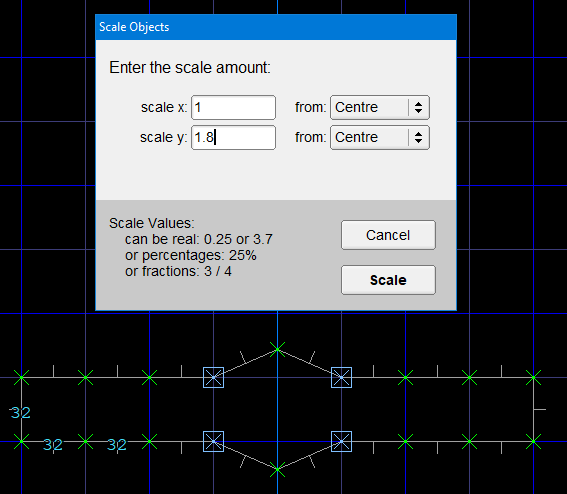 Scale Objects
Enter the scale amount:
scale x: 1 from: Centre
scale y: 1.8 from: Centre
Scale Values:
can be real: 0.25 or 3.7
or percentages: 25%
or fractions: 3 / 4
Cancel
Scale
32
32 32